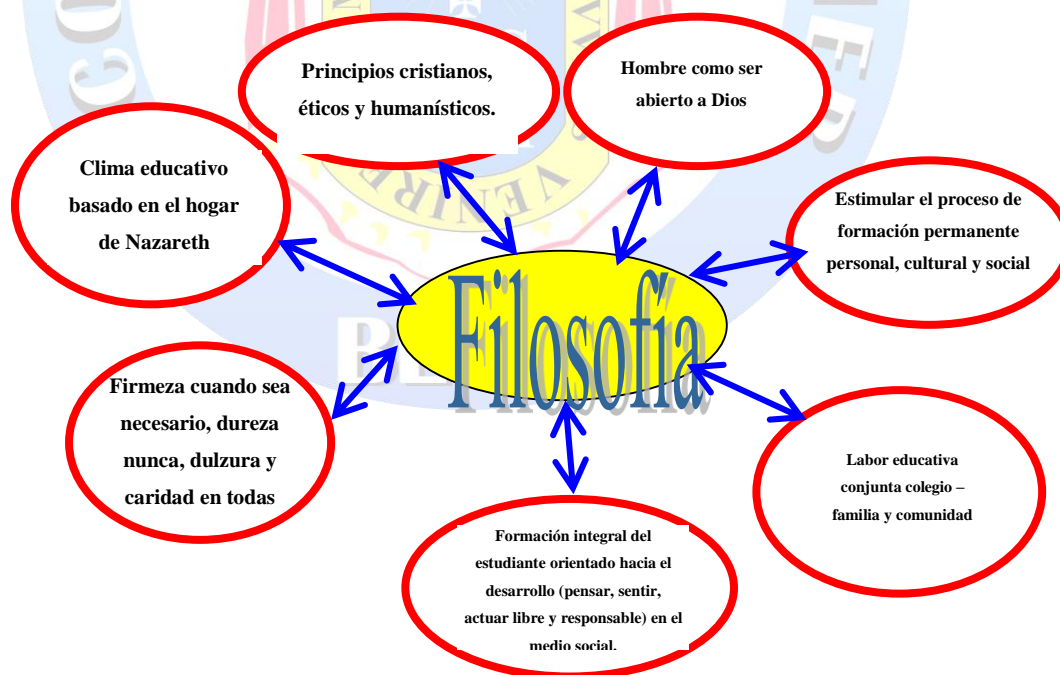 Principios cristianos,
éticos y humanísticos.
Hombre como ser
abierto a Dios
Clima educativo
basado en el hogar
de Nazareth
Estimular el proceso de
formación permanente
personal, cultural y social
Filosofía
Firmeza cuando sea
necesario, dureza
nunca, dulzura y
caridad en todas
Labor educativa
conjunta colegio –
familia y comunidad
Formación integral del
estudiante orientado hacia el
desarrollo (pensar, sentir,
actuar libre y responsable) en el
medio social.
VENIRE